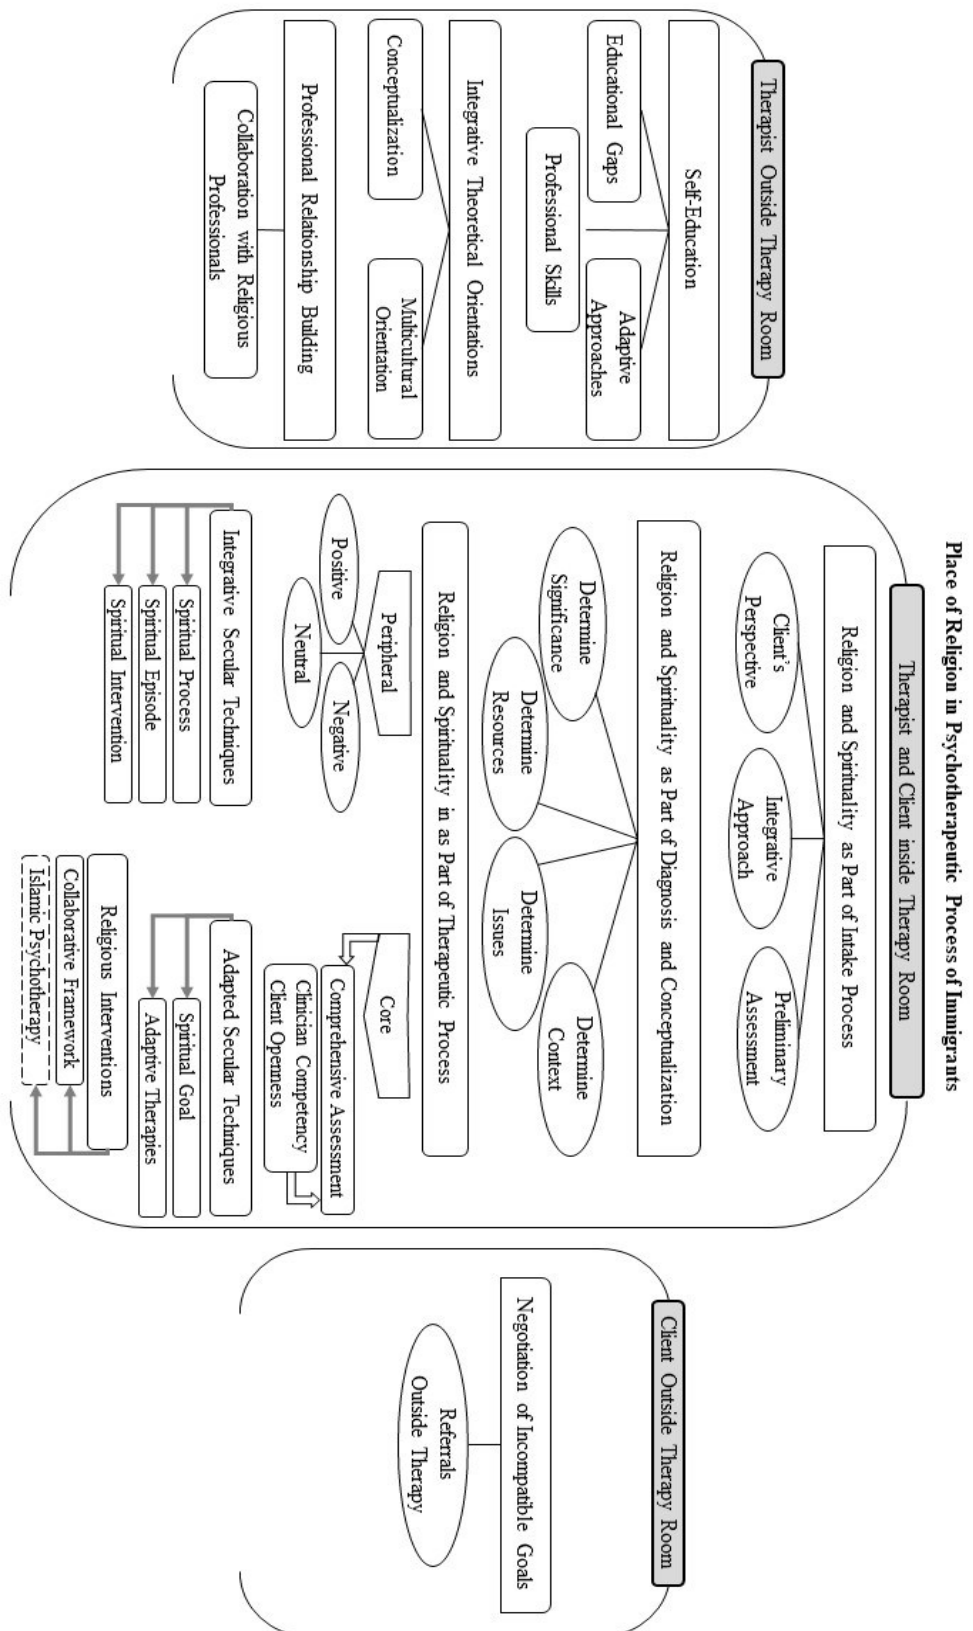 Place of Religion in Psychotherapeutic Process of Immigrants
Therapist Outside Therapy Room
Self-Education
Educational Gaps
Adaptive
Approaches
Professional Skills
Integrative Theoretical Orientations
Conceptualization
Multicultural
Orientation
Professional Relationship Building
Collaboration with Religious
Professionals
Therapist and Client inside Therapy Room
Religion and Spirituality as Part of Intake Process
Client's
Perspective
Integrative
Approach
Preliminary
Assessment
Religion and Spirituality as Part of Diagnosis and Conceptualization
Determine
Significance
Determine
Resources
Determine
Issues
Determine
Context
Religion and Spirituality in as Part of Therapeutic Process
Peripheral
Positive
Negative
Neutral
Core
Comprehensive Assessment
Clinician Competency
Client Openness
Integrative Secular Techniques
Spiritual Process
Spiritual Episode
Spiritual Intervention
Adapted Secular Techniques
Spiritual Goal
Adaptive Therapies
Religious Interventions
Collaborative Framework
Islamic Psychotherapy
Client Outside Therapy Room
Negotiation of Incompatible Goals
Referrals
Outside Therapy